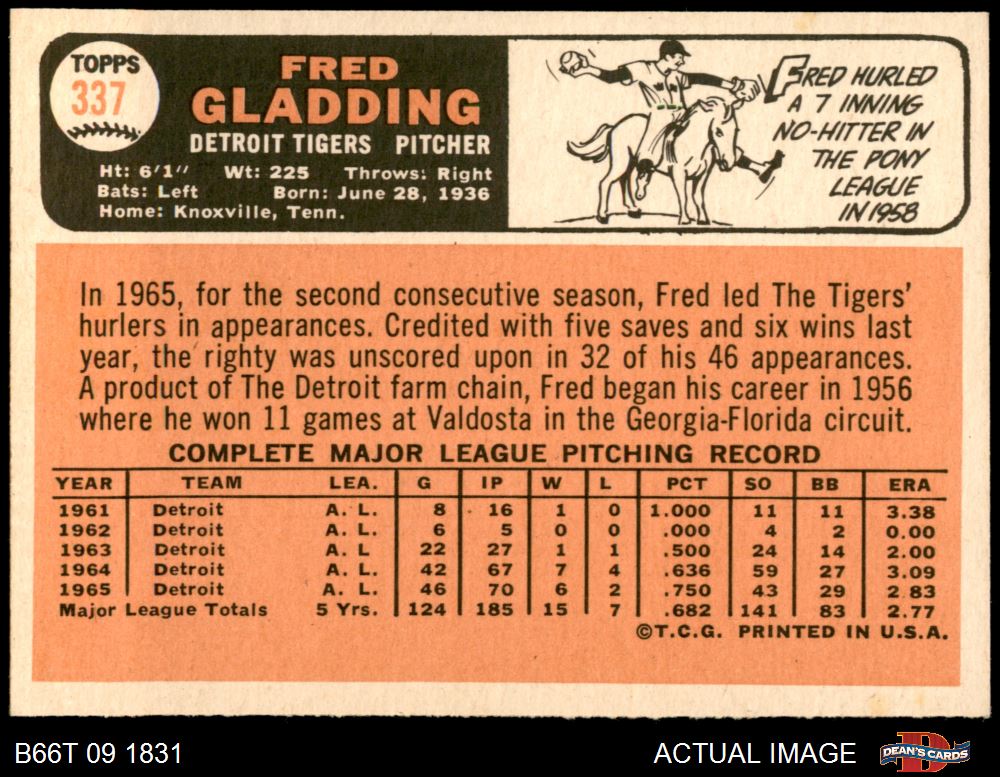 TOPPS
337
FRED
GLADDING
DETROIT TIGERS PITCHER
Ht: 6'1" Wt: 225 Throws: Right
Bats: Left Born: June 28, 1936
Home: Knoxville, Tenn.
FRED HURLED
A 7 INNING
NO-HITTER IN
THE PONY
LEAGUE
IN 1958
In 1965, for the second consecutive season, Fred led The Tigers'
hurlers in appearances. Credited with five saves and six wins last
year, the righty was unscored upon in 32 of his 46 appearances.
A product of The Detroit farm chain, Fred began his career in 1956
where he won 11 games at Valdosta in the Georgia-Florida circuit.
COMPLETE MAJOR LEAGUE PITCHING RECORD
YEAR TEAM LEA. G IP W L PCT SO BB ERA
1961 Detroit A. L. 8 16 1 0 1.000 11 11 3.38
1962 Detroit A. L. 6 5 0 0 .000 4 2 0.00
1963 Detroit A. L 22 27 1 1 .500 24 14 2.00
1964 Detroit A. L. 42 67 7 4 .636 59 27 3.09
1965 Detroit A. L. 46 70 6 2 .750 43 29 2.83
Major League Totals 5 Yrs. 124 185 15 7 .682 141 83 2.77
©T.C.G. PRINTED IN U.S.A.
B66T 09 1831 ACTUAL IMAGE DEAN'S CARDS